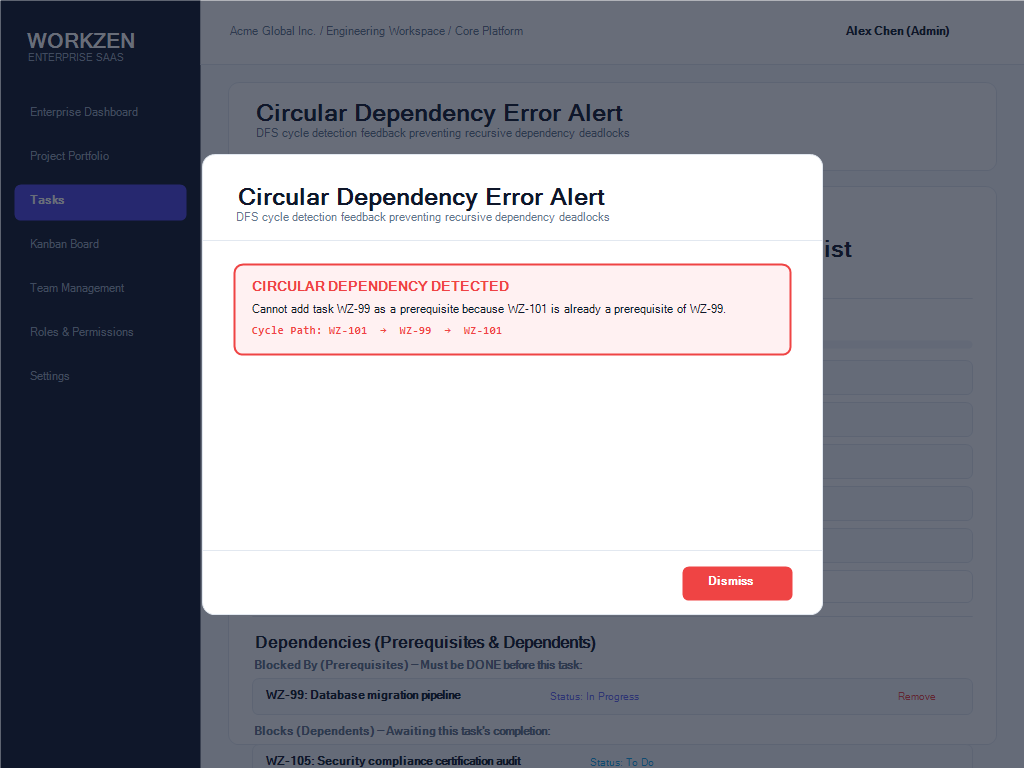 WORKZEN
ENTERPRISE SAAS
Enterprise Dashboard
Project Portfolio
Tasks
Kanban Board
Team Management
Roles & Permissions
Settings
Acme Global Inc. / Engineering Workspace / Core Platform
Alex Chen (Admin)
Circular Dependency Error Alert
DFS cycle detection feedback preventing recursive dependency deadlocks
ist
Circular Dependency Error Alert
DFS cycle detection feedback preventing recursive dependency deadlocks
CIRCULAR DEPENDENCY DETECTED
Cannot add task WZ-99 as a prerequisite because WZ-101 is already a prerequisite of WZ-99.
Cycle Path: WZ-101 → WZ-99 → WZ-101
Dismiss
Dependencies (Prerequisites & Dependents)
Blocked By (Prerequisites) – Must be DONE before this task:
WZ-99: Database migration pipeline Status: In Progress Remove
Blocks (Dependents) – Awaiting this task's completion:
WZ-105: Security compliance certification audit Status: To Do